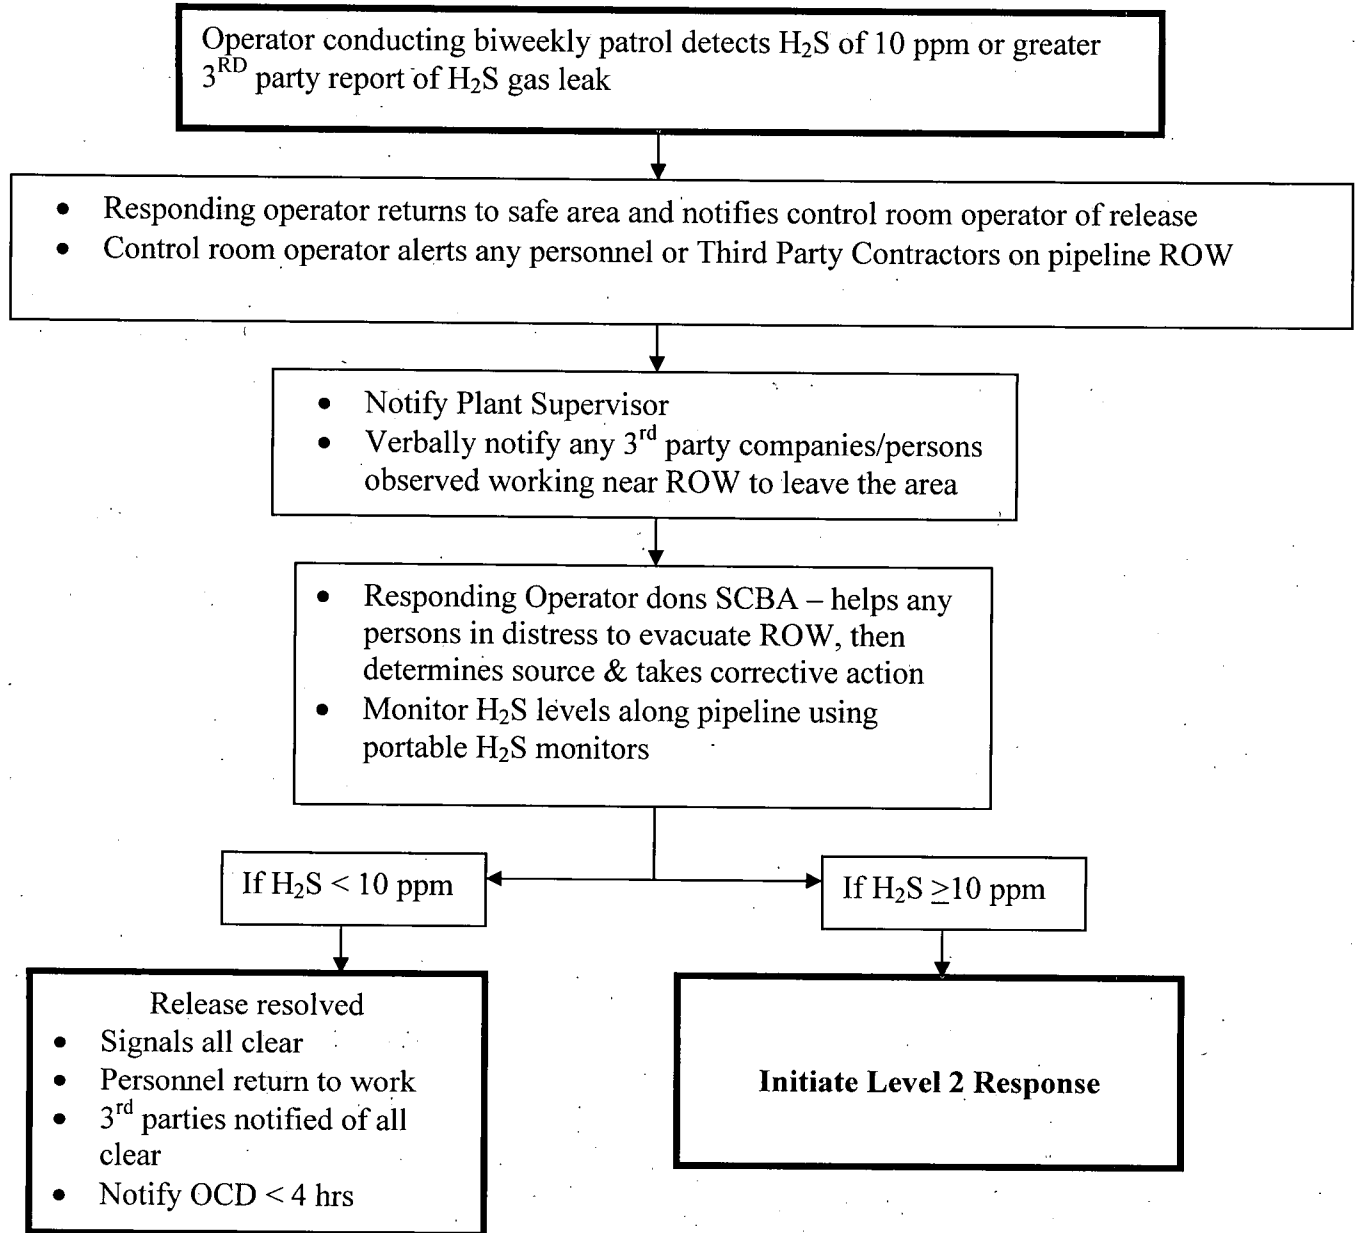 Operator conducting biweekly patrol detects H₂S of 10 ppm or greater
3ᴿᴰ party report of H₂S gas leak
• Responding operator returns to safe area and notifies control room operator of release
• Control room operator alerts any personnel or Third Party Contractors on pipeline ROW
• Notify Plant Supervisor
• Verbally notify any 3ʳᵈ party companies/persons
observed working near ROW to leave the area
• Responding Operator dons SCBA – helps any
persons in distress to evacuate ROW, then
determines source & takes corrective action
• Monitor H₂S levels along pipeline using
portable H₂S monitors
If H₂S < 10 ppm
If H₂S ≥10 ppm
Release resolved
• Signals all clear
• Personnel return to work
• 3ʳᵈ parties notified of all
clear
• Notify OCD < 4 hrs
Initiate Level 2 Response